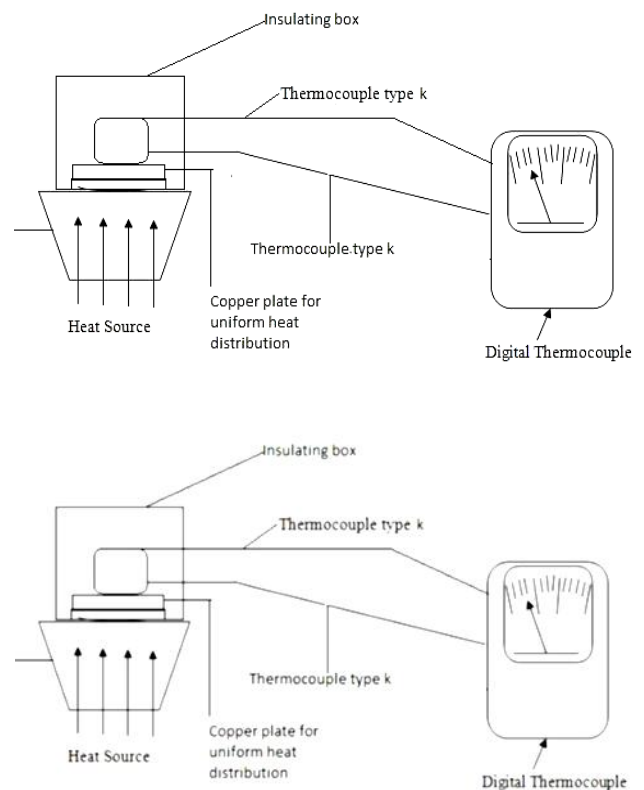 Insulating box
Thermocouple type k
Thermocouple.type k
Copper plate for
uniform heat
distribution
Heat Source
Digital Thermocouple
Insulating box
Thermocouple type k
Thermocouple type k
Copper plate for
uniform heat
distribution
Heat Source
Digital Thermocouple